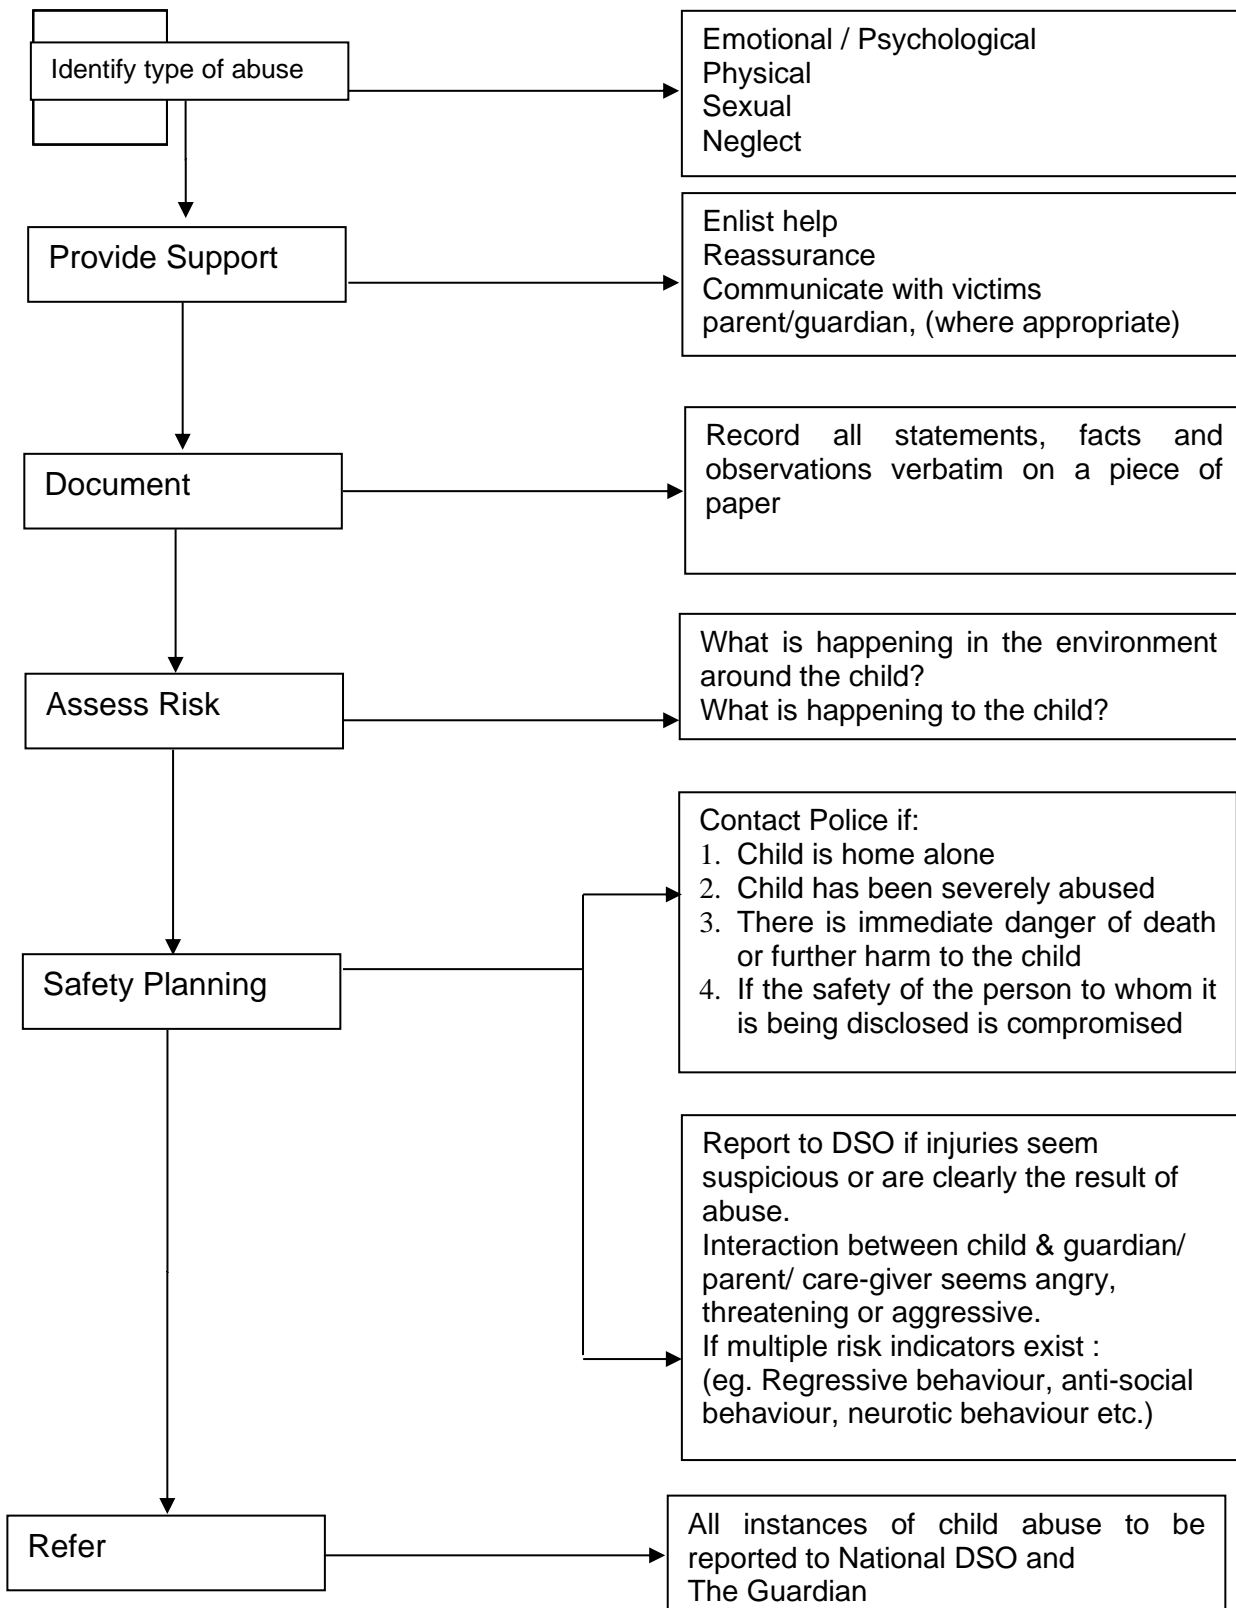 Identify type of abuse
Emotional / Psychological
Physical
Sexual
Neglect
Provide Support
Enlist help
Reassurance
Communicate with victims
parent/guardian, (where appropriate)
Document
Record all statements, facts and
observations verbatim on a piece of
paper
Assess Risk
What is happening in the environment
around the child?
What is happening to the child?
Safety Planning
Contact Police if:
1. Child is home alone
2. Child has been severely abused
3. There is immediate danger of death
or further harm to the child
4. If the safety of the person to whom it
is being disclosed is compromised
Report to DSO if injuries seem
suspicious or are clearly the result of
abuse.
Interaction between child & guardian/
parent/ care-giver seems angry,
threatening or aggressive.
If multiple risk indicators exist :
(eg. Regressive behaviour, anti-social
behaviour, neurotic behaviour etc.)
Refer
All instances of child abuse to be
reported to National DSO and
The Guardian